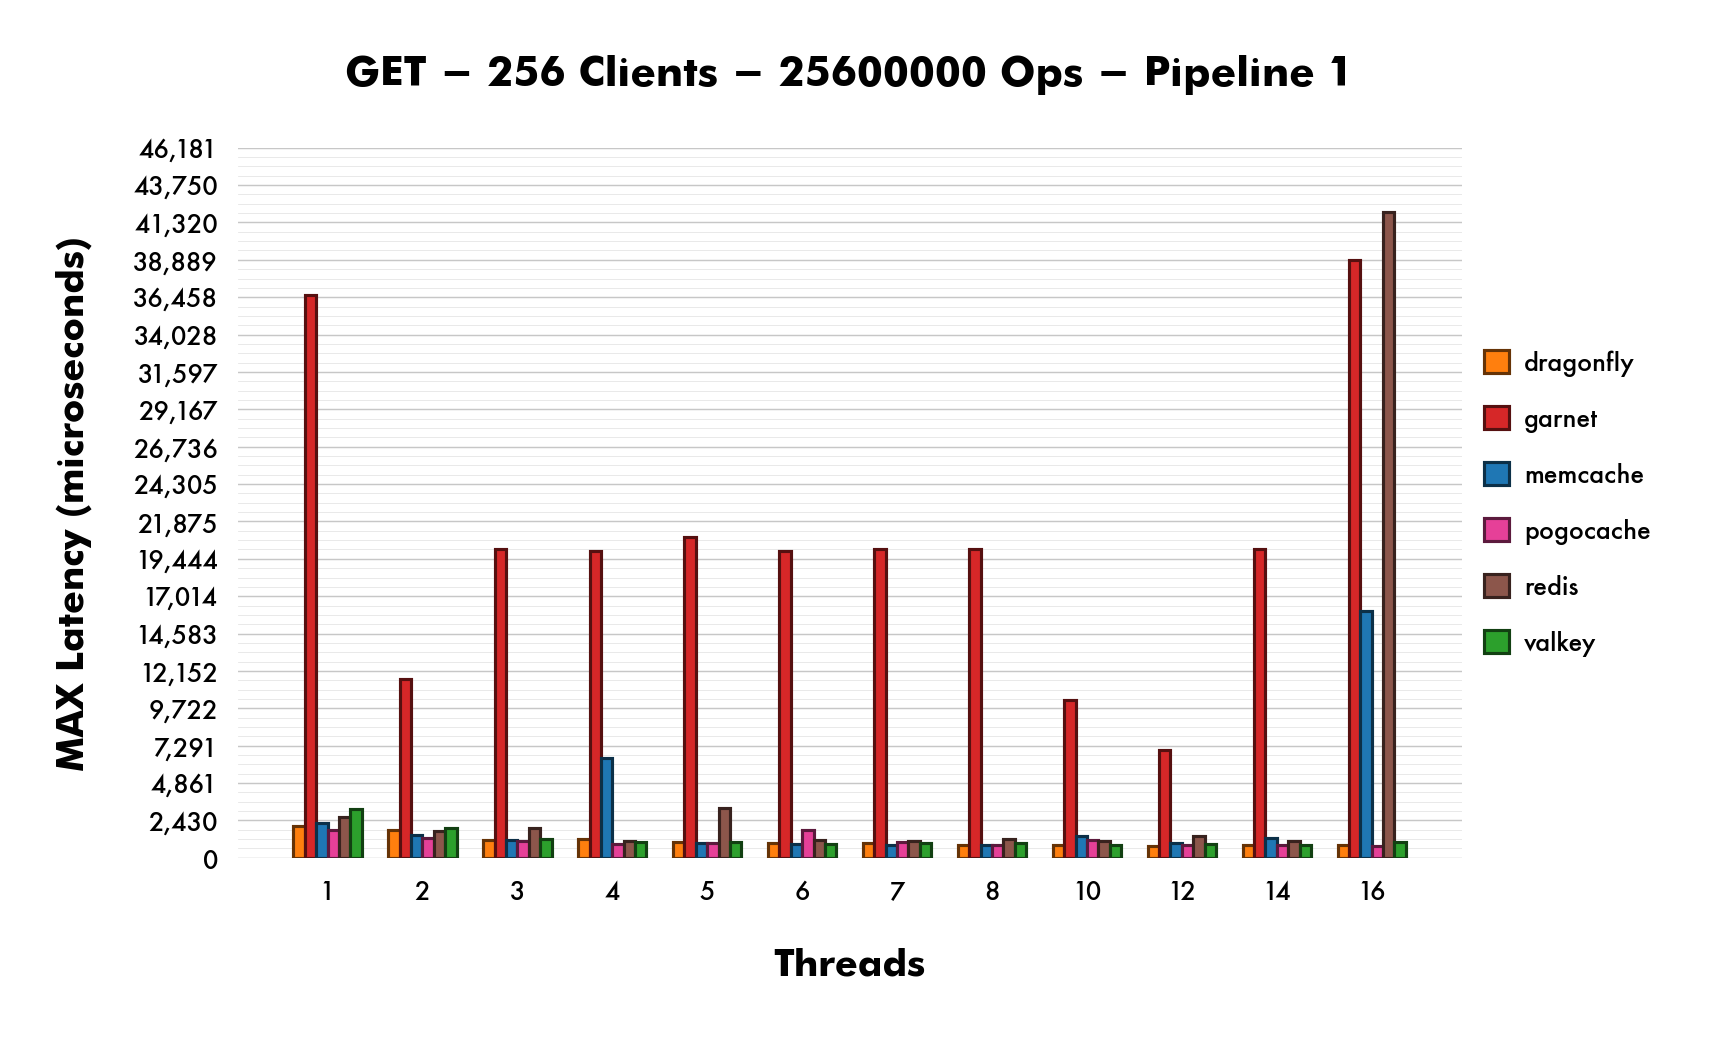 GET – 256 Clients – 25600000 Ops – Pipeline 1
MAX Latency (microseconds)
46,181
43,750
41,320
38,889
36,458
34,028
31,597
29,167
26,736
24,305
21,875
19,444
17,014
14,583
12,152
9,722
7,291
4,861
2,430
0
1 2 3 4 5 6 7 8 10 12 14 16
Threads
dragonfly
garnet
memcache
pogocache
redis
valkey